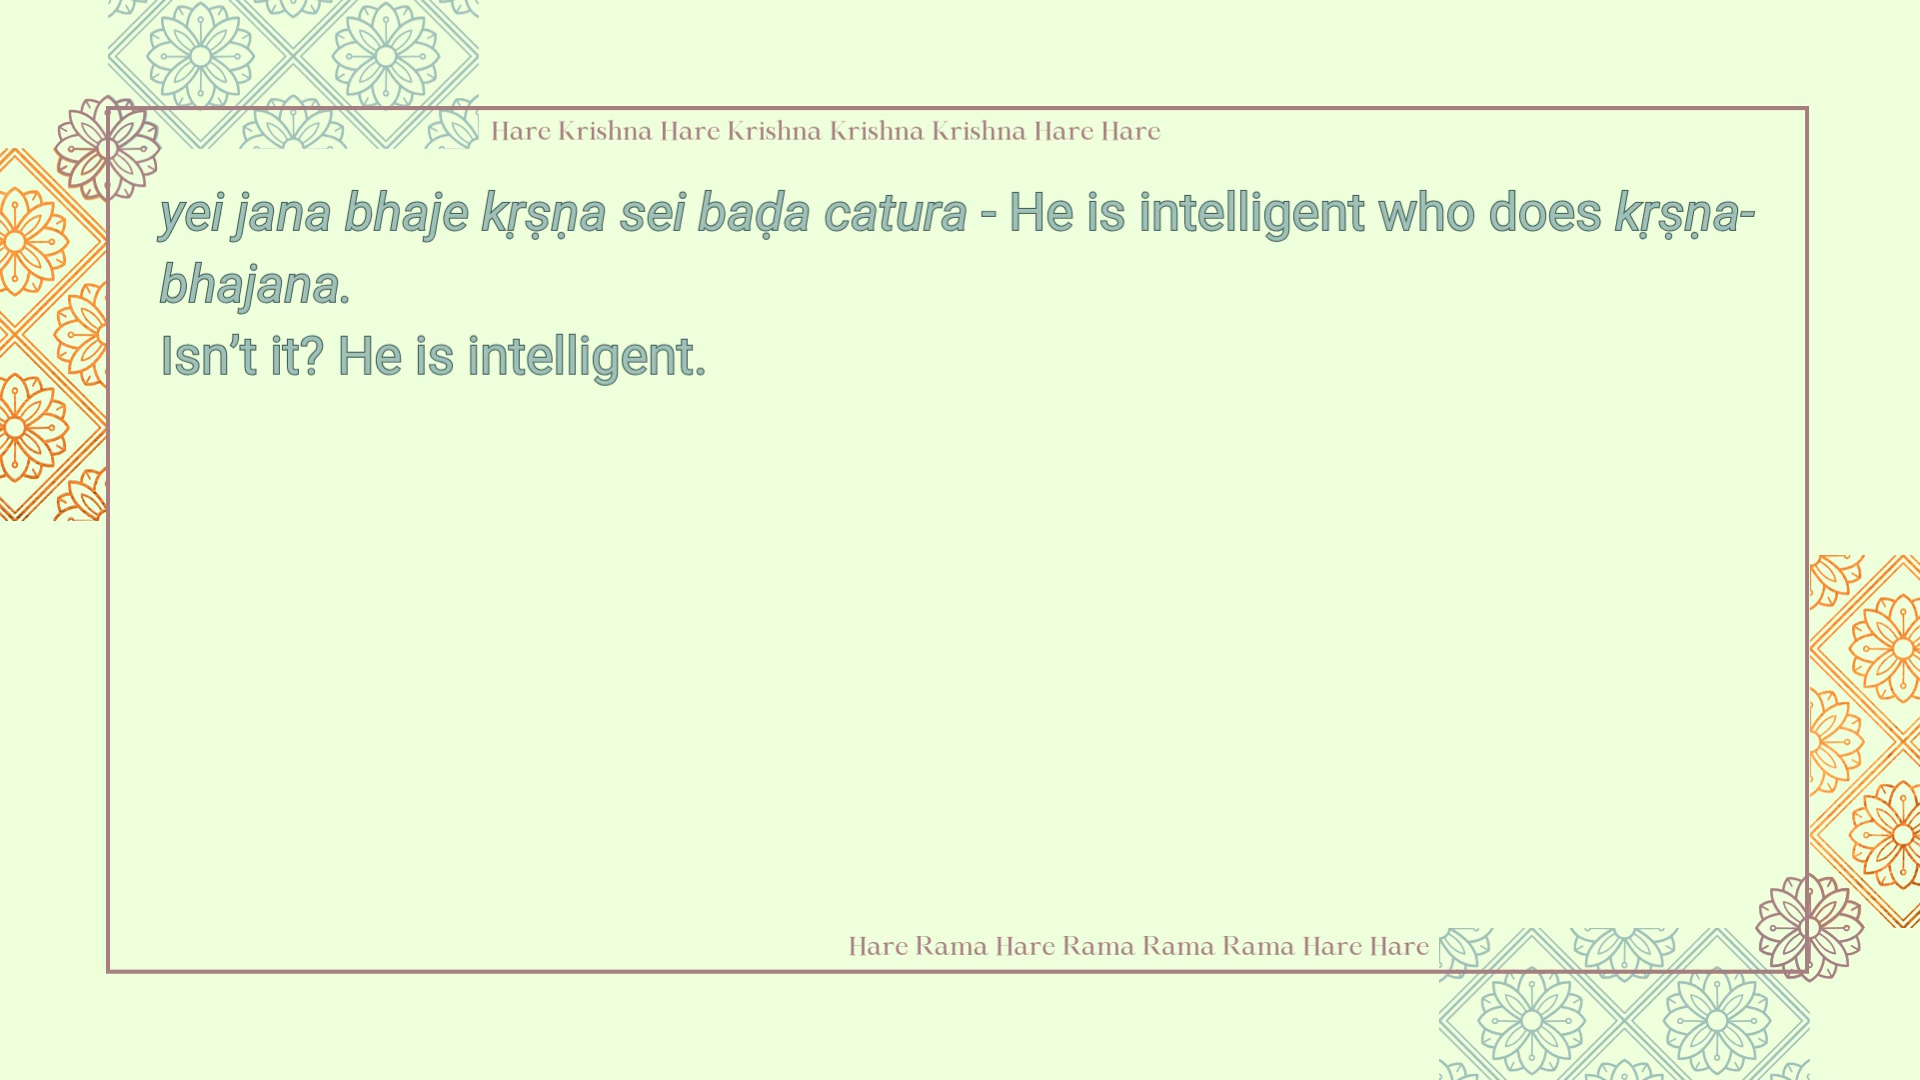 Hare Krishna Hare Krishna Krishna Krishna Hare Hare
yei jana bhaje kṛṣṇa sei baḍa catura - He is intelligent who does kṛṣṇa-
bhajana.
Isn’t it? He is intelligent.
Hare Rama Hare Rama Rama Rama Hare Hare